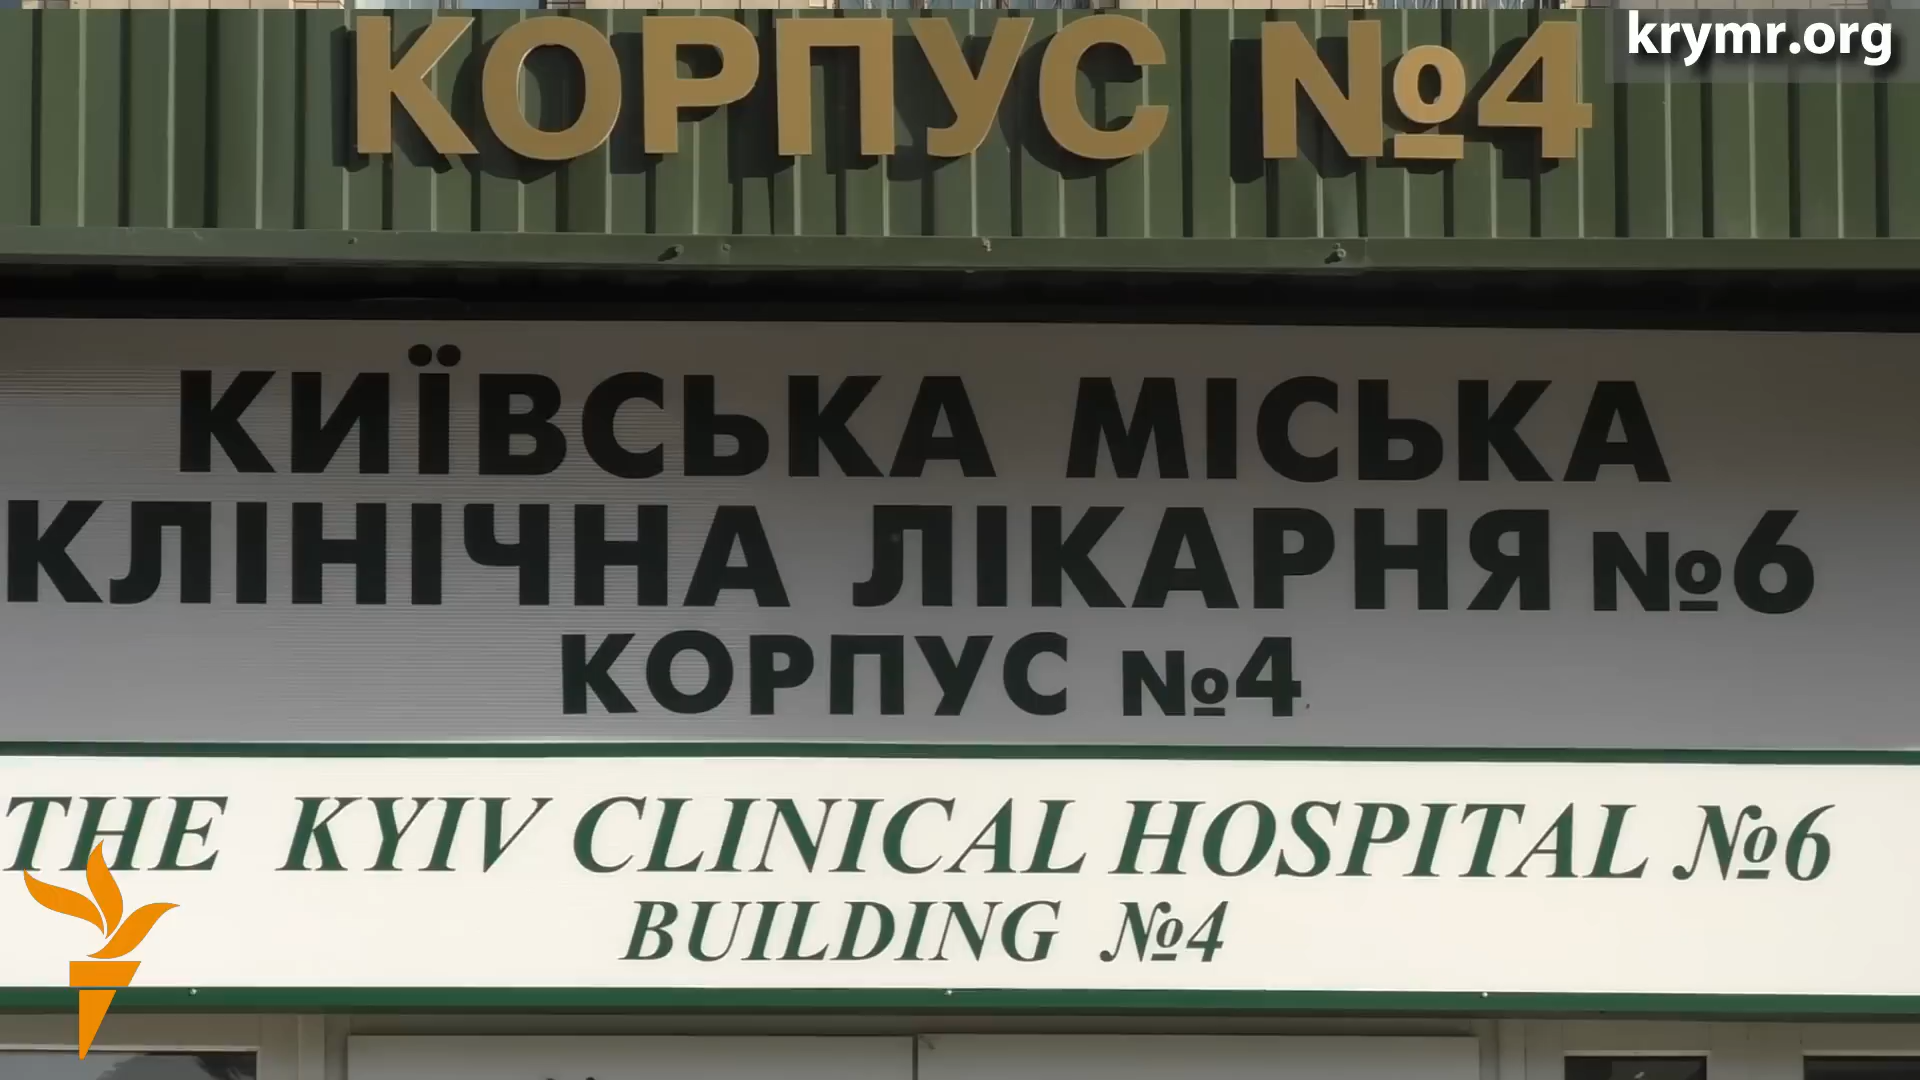 КОРПУС №4
krymr.org
КИЇВСЬКА МІСЬКА
КЛІНІЧНА ЛІКАРНЯ №6
КОРПУС №4
THE KYIV CLINICAL HOSPITAL №6
BUILDING №4